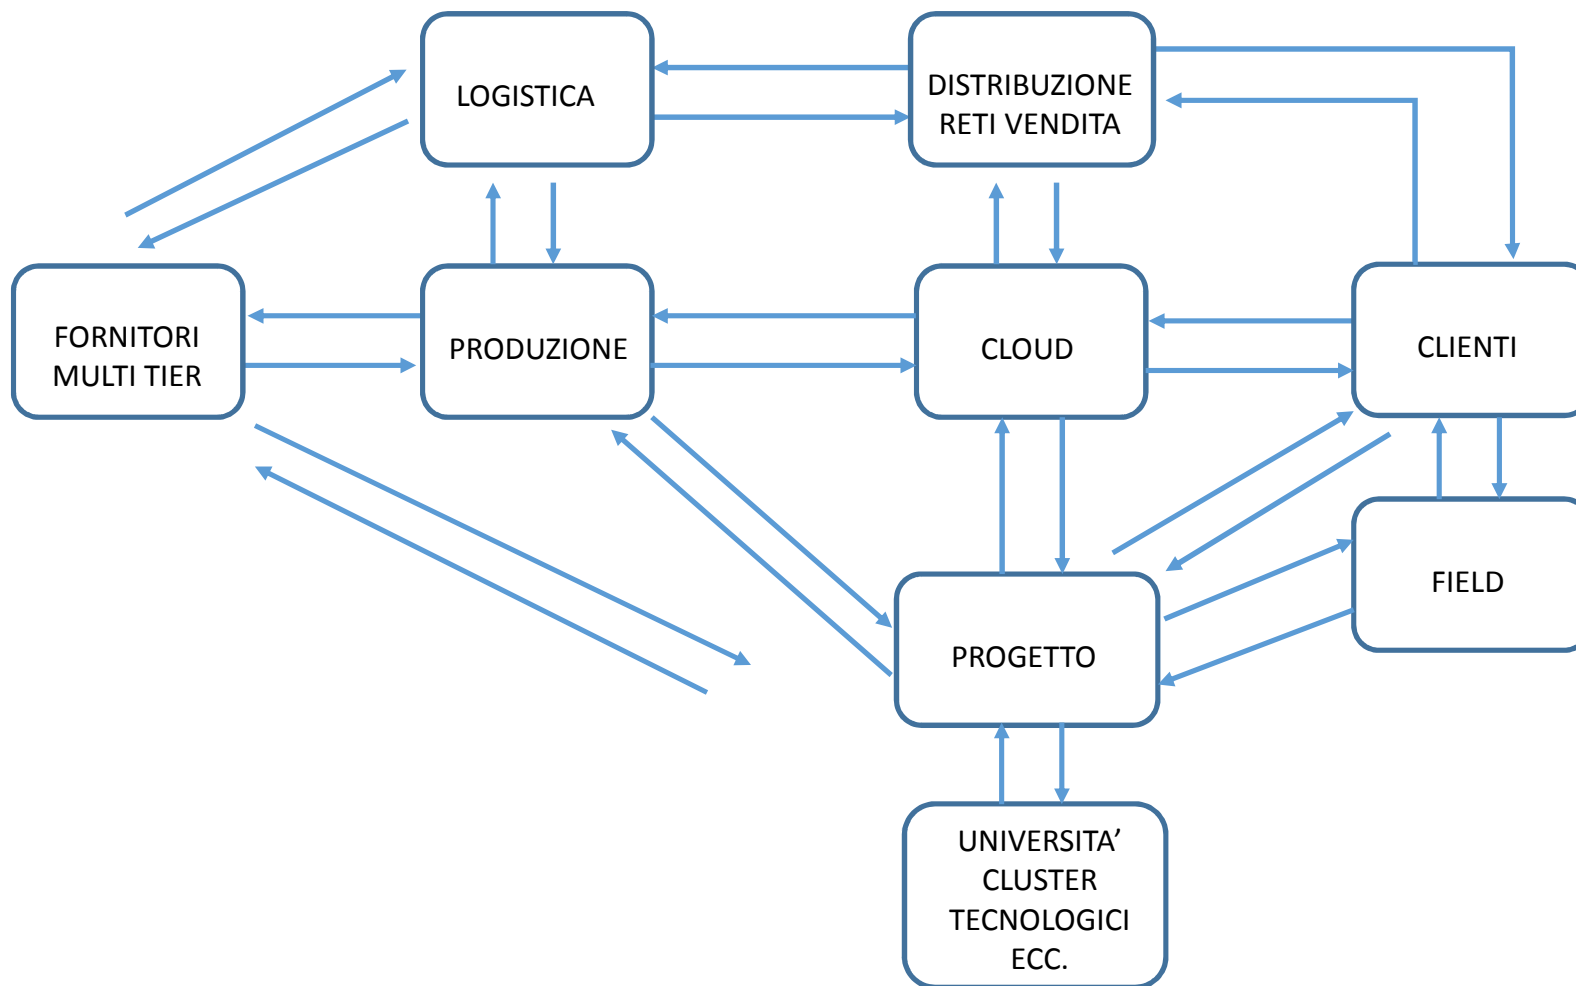 LOGISTICA
DISTRIBUZIONE
RETI VENDITA
FORNITORI
MULTI TIER
PRODUZIONE
CLOUD
CLIENTI
FIELD
PROGETTO
UNIVERSITA’
CLUSTER
TECNOLOGICI
ECC.